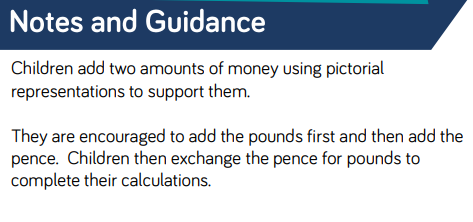 Notes and Guidance
Children add two amounts of money using pictorial
representations to support them.
They are encouraged to add the pounds first and then add the
pence. Children then exchange the pence for pounds to
complete their calculations.